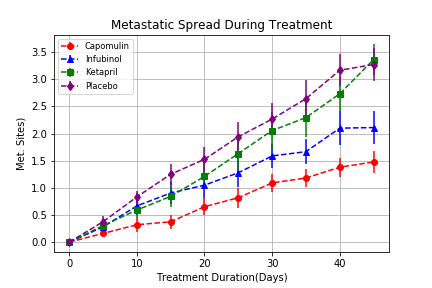 Metastatic Spread During Treatment
Met. Sites)
3.5
3.0
2.5
2.0
1.5
1.0
0.5
0.0
Capomulin
Infubinol
Ketapril
Placebo
0 10 20 30 40
Treatment Duration(Days)